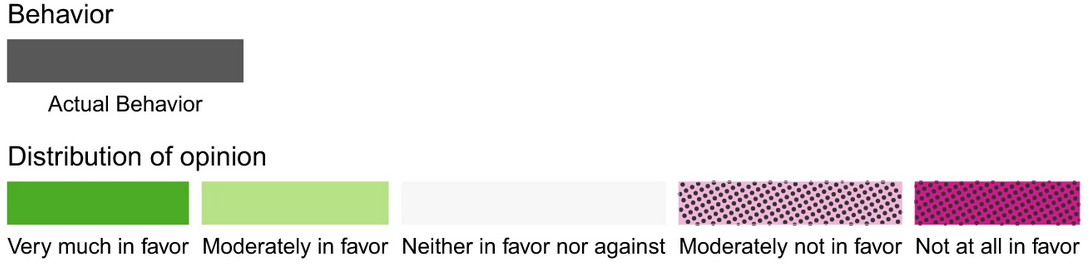 Behavior
Actual Behavior
Distribution of opinion
Very much in favor Moderately in favor Neither in favor nor against Moderately not in favor Not at all in favor